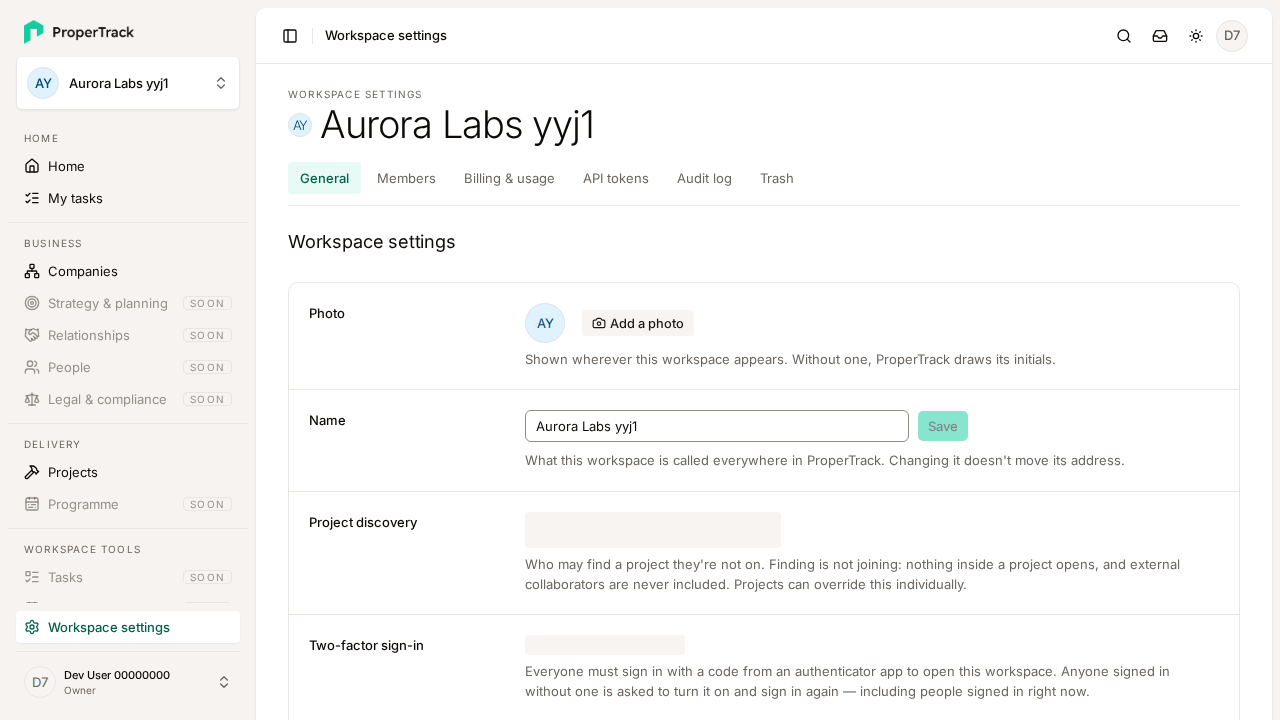 ProperTrack
AY
Aurora Labs yyj1
HOME
Home
My tasks
BUSINESS
Companies
Strategy & planning SOON
Relationships SOON
People SOON
Legal & compliance SOON
DELIVERY
Projects
Programme SOON
WORKSPACE TOOLS
Tasks SOON
Workspace settings
D7
Dev User 00000000
Owner
Workspace settings
D7
WORKSPACE SETTINGS
AY Aurora Labs yyj1
General Members Billing & usage API tokens Audit log Trash
Workspace settings
Photo
AY
Add a photo
Shown wherever this workspace appears. Without one, ProperTrack draws its initials.
Name
Aurora Labs yyj1
Save
What this workspace is called everywhere in ProperTrack. Changing it doesn't move its address.
Project discovery
Who may find a project they're not on. Finding is not joining: nothing inside a project opens, and external
collaborators are never included. Projects can override this individually.
Two-factor sign-in
Everyone must sign in with a code from an authenticator app to open this workspace. Anyone signed in
without one is asked to turn it on and sign in again — including people signed in right now.